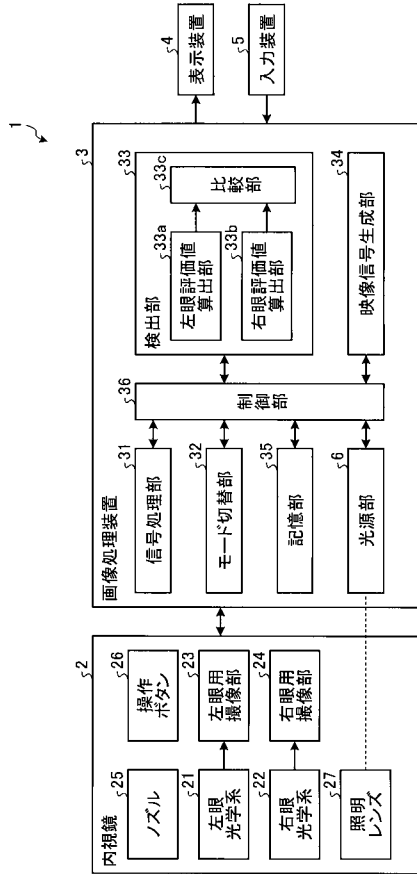 1
2
内視鏡
25
ノズル
26
操作
ボタン
21
左眼
光学系
23
左眼用
撮像部
22
右眼
光学系
24
右眼用
撮像部
27
照明
レンズ
3
画像処理装置
31
信号処理部
32
モード切替部
35
記憶部
6
光源部
36
制御部
33
検出部
33a
左眼評価値
算出部
33b
右眼評価値
算出部
33c
比較部
34
映像信号生成部
4
表示装置
5
入力装置